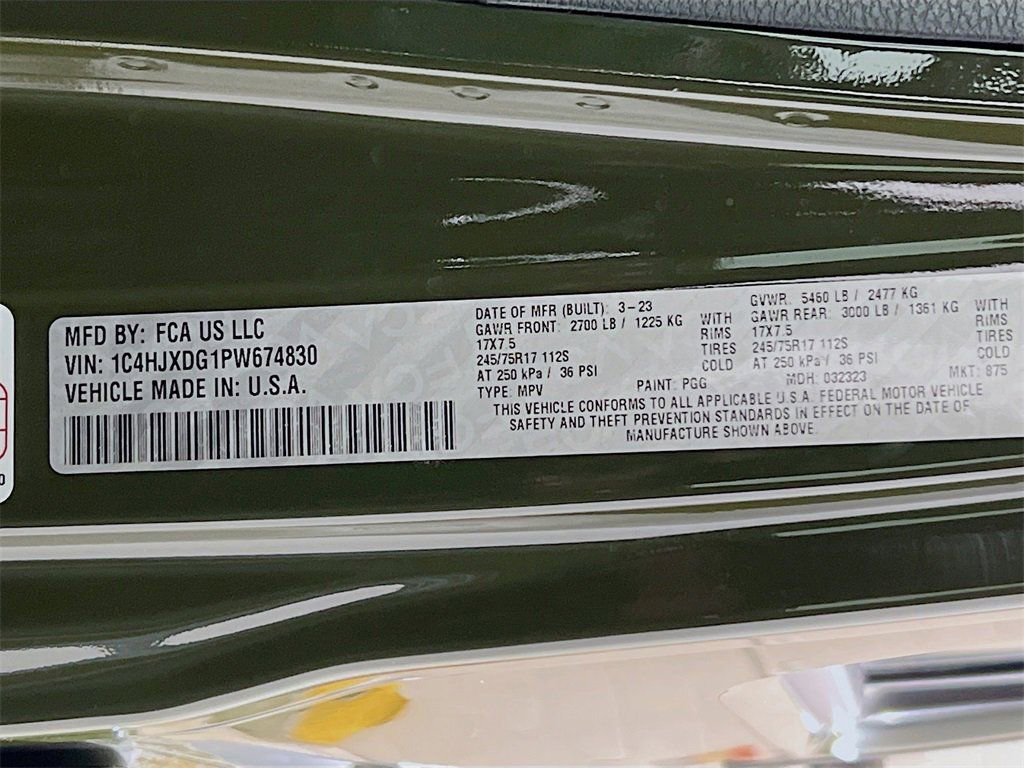 MFD BY: FCA US LLC
VIN: 1C4HJXDG1PW674830
VEHICLE MADE IN: U.S.A.
DATE OF MFR (BUILT): 3-23
GAWR FRONT: 2700 LB / 1225 KG WITH
17X7.5 RIMS
245/75R17 112S TIRES
AT 250 kPa / 36 PSI COLD
GVWR: 5460 LB / 2477 KG
GAWR REAR: 3000 LB / 1361 KG WITH
17X7.5 RIMS
245/75R17 112S TIRES
AT 250 kPa / 36 PSI COLD
TYPE: MPV PAINT: PGG MDH: 032323 MKT: 875
THIS VEHICLE CONFORMS TO ALL APPLICABLE U.S.A. FEDERAL MOTOR VEHICLE
SAFETY AND THEFT PREVENTION STANDARDS IN EFFECT ON THE DATE OF
MANUFACTURE SHOWN ABOVE.